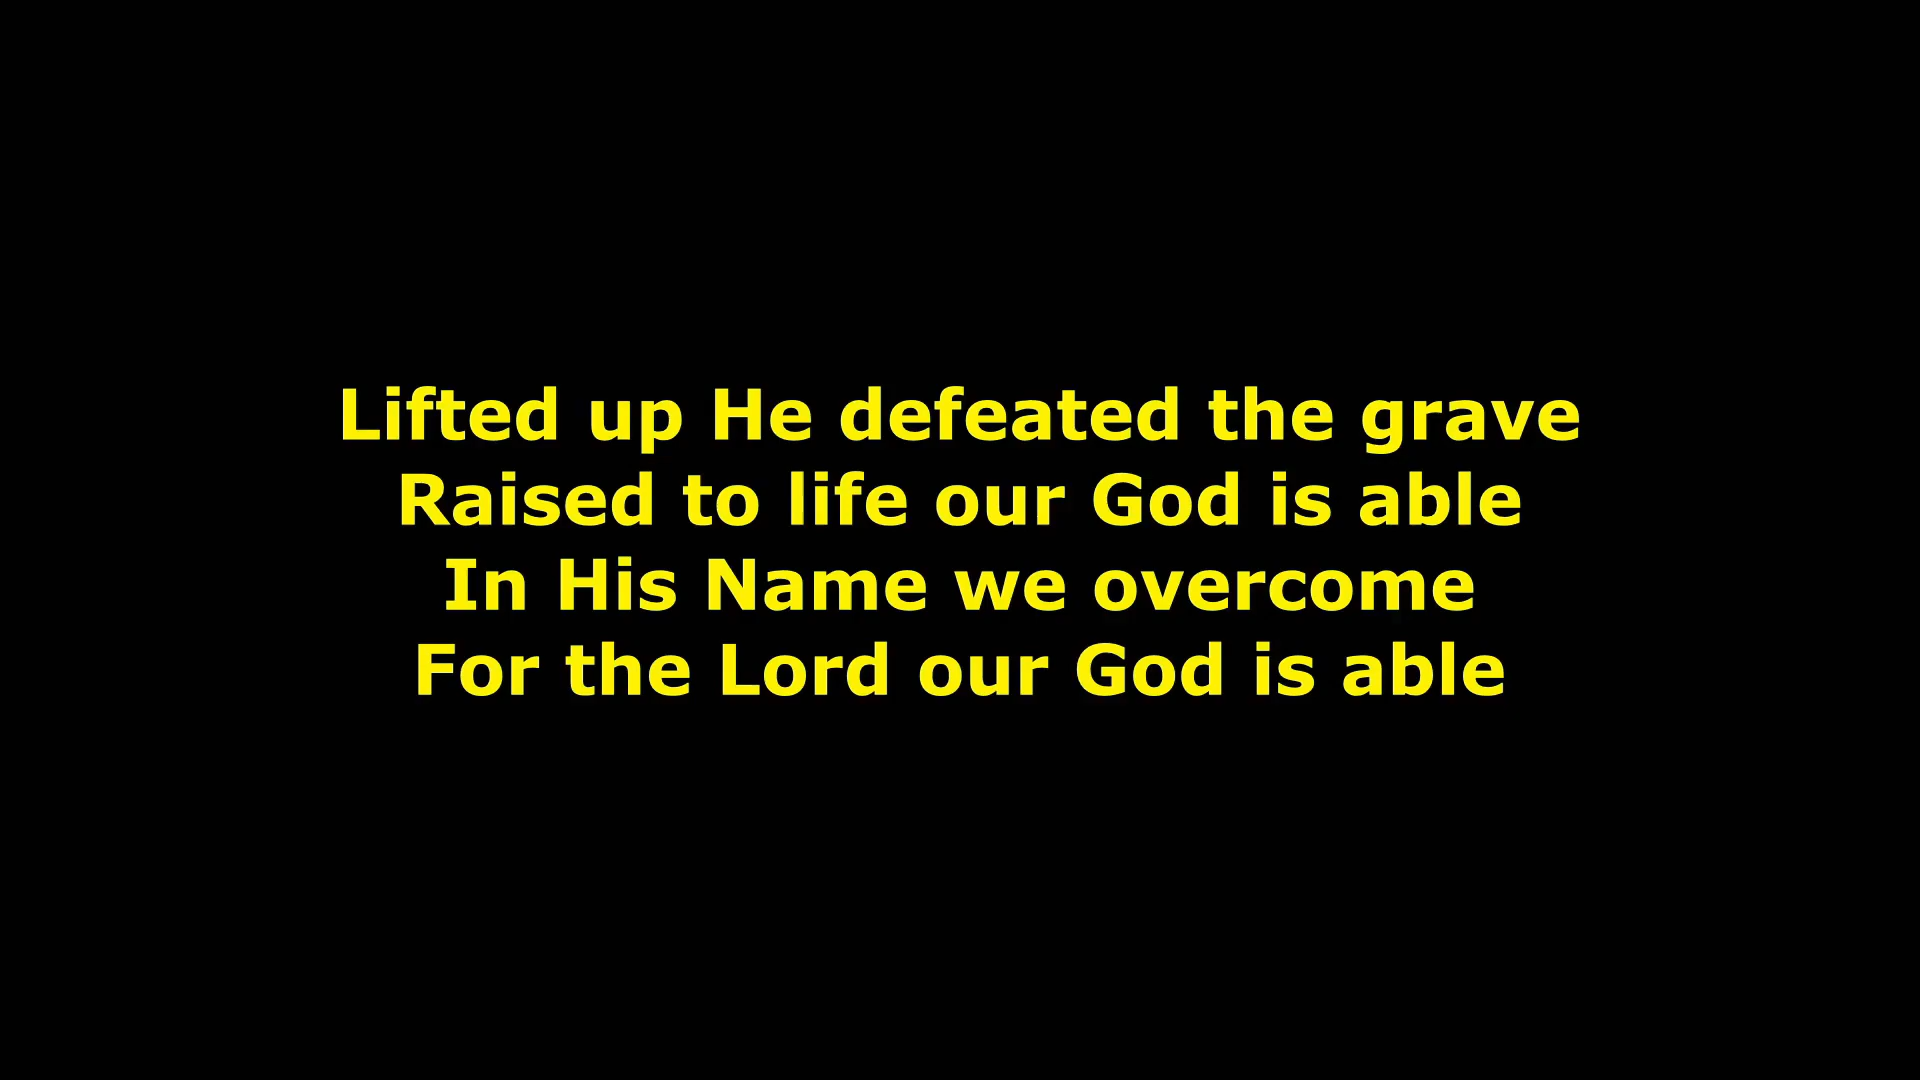 Lifted up He defeated the grave
Raised to life our God is able
In His Name we overcome
For the Lord our God is able